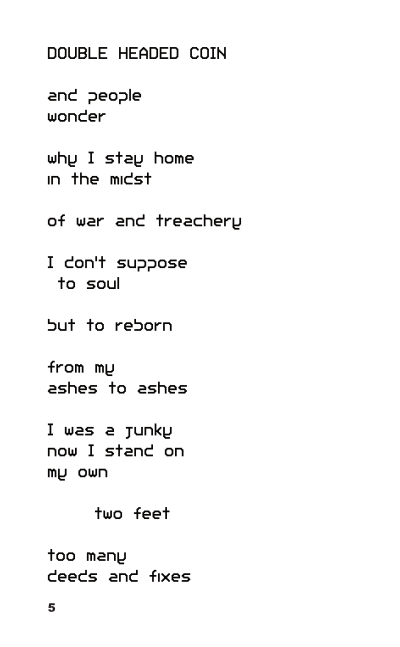 DOUBLE HEADED COIN
and people
wonder
why I stay home
in the midst
of war and treachery
I don't suppose
to soul
but to reborn
from my
ashes to ashes
I was a junky
now I stand on
my own
two feet
too many
deeds and fixes
5